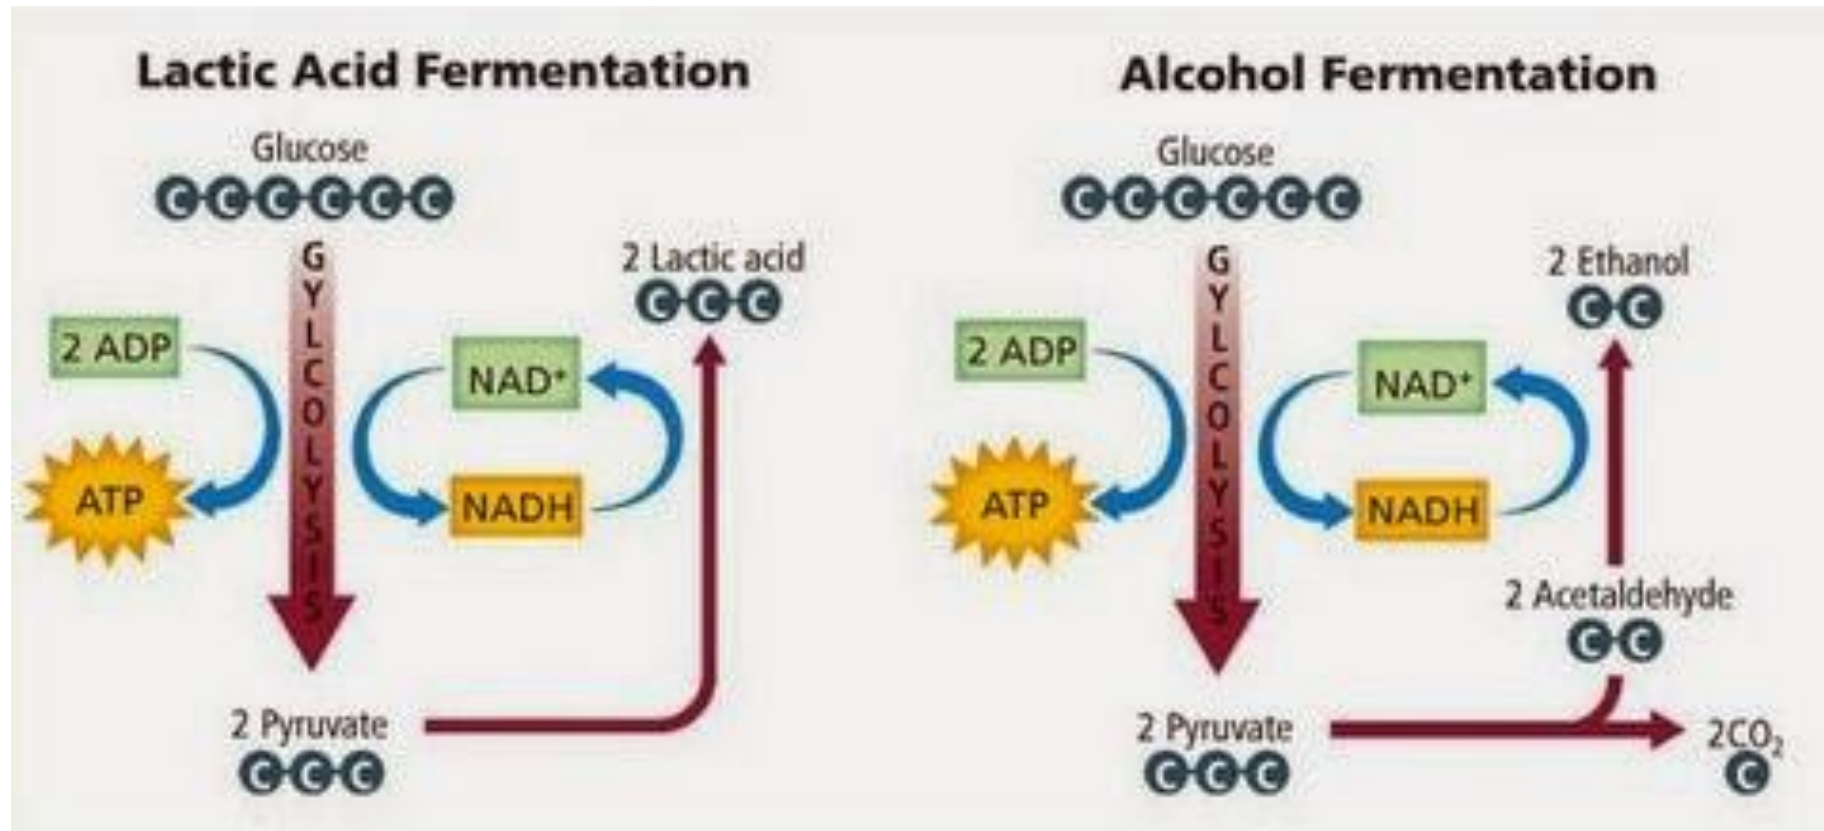 Lactic Acid Fermentation
Glucose
C C C C C C
GYLCOLYSIS
2 Lactic acid
C C C
2 ADP
NAD+
ATP
NADH
2 Pyruvate
C C C
Alcohol Fermentation
Glucose
C C C C C C
GYLCOLYSIS
2 Ethanol
C C
2 ADP
NAD+
ATP
NADH
2 Acetaldehyde
C C
2 Pyruvate
C C C
2CO₂
C